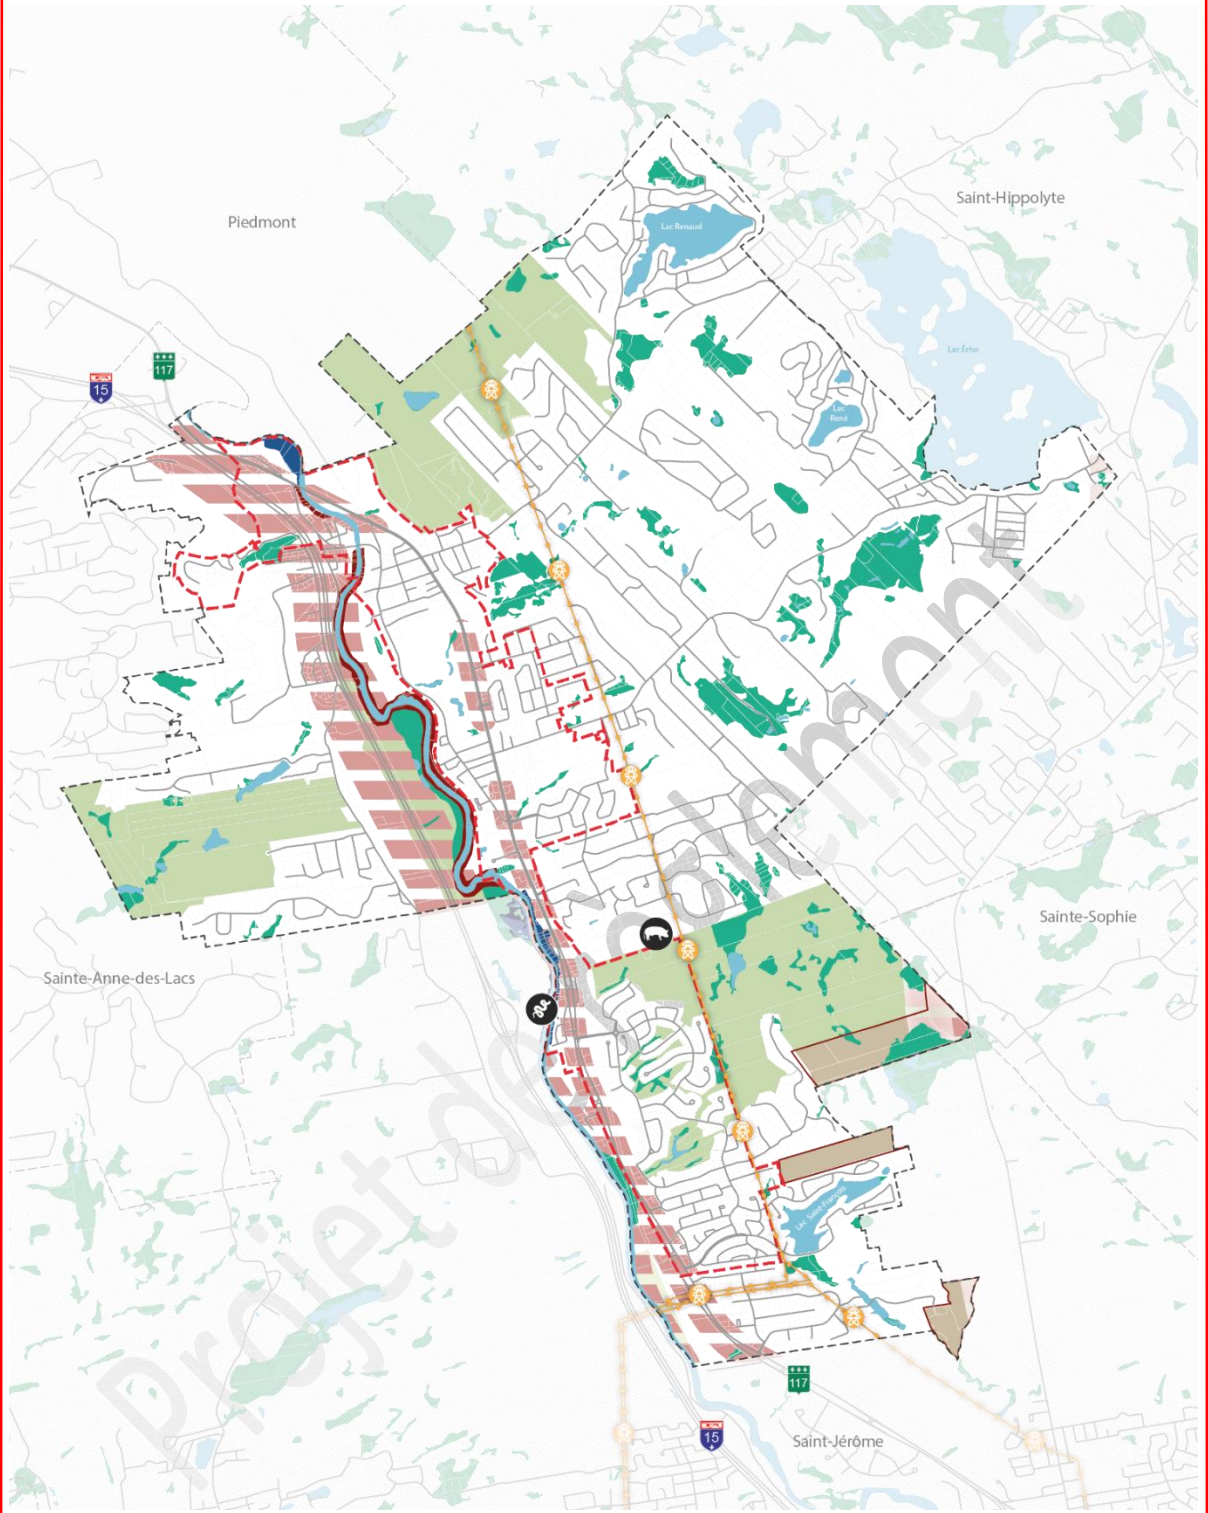 Saint-Hippolyte
Piedmont
Lac Renaud
Lac Écho
117
15
Lac
René
Sainte-Sophie
Sainte-Anne-des-Lacs
Lac Saint-François
117
15
Saint-Jérôme
Projet de règlement